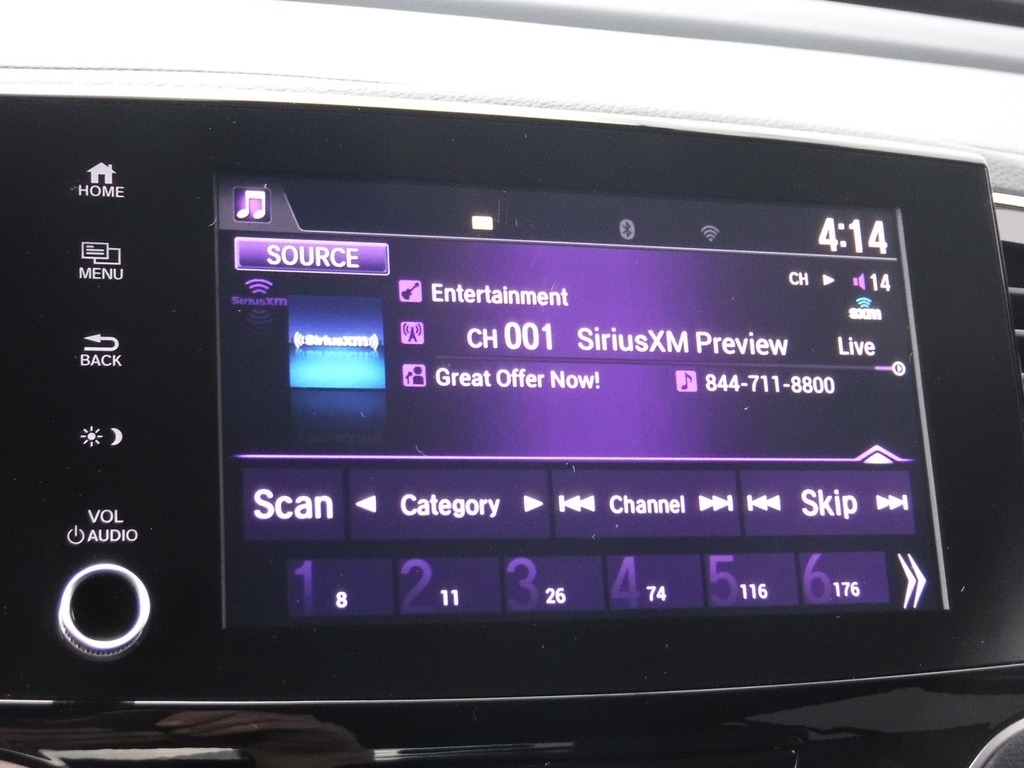 HOME
MENU
BACK
VOL
AUDIO
4:14
SOURCE
CH 14
SiriusXM
sxm
Entertainment
((SiriusXM))
CH 001 SiriusXM Preview Live
Great Offer Now! 844-711-8800
Scan Category Channel Skip
1 8 2 11 3 26 4 74 5 116 6 176